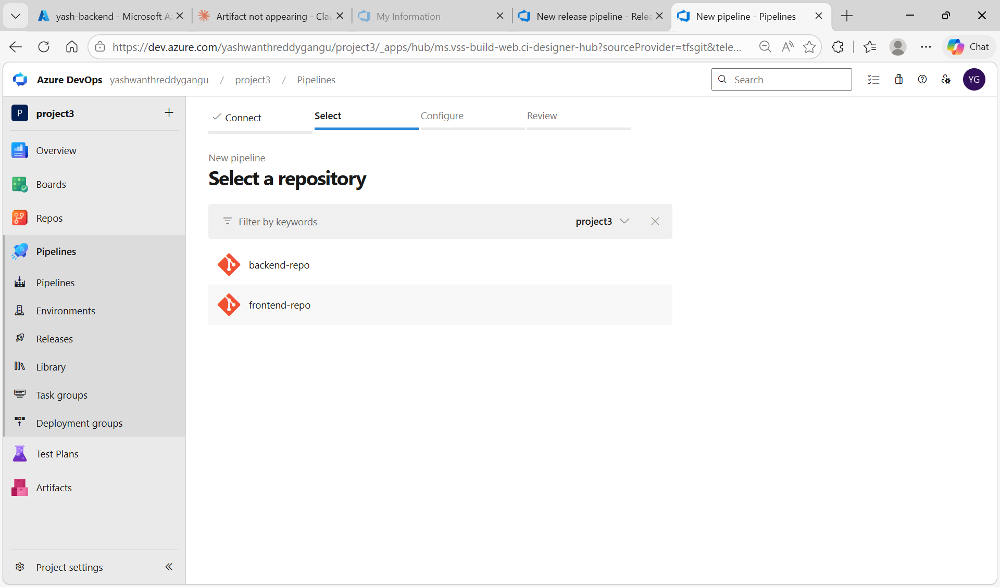 yash-backend - Microsoft Az
Artifact not appearing - Clau
My Information
New release pipeline - Relea
New pipeline - Pipelines
https://dev.azure.com/yashwanthreddygangu/project3/_apps/hub/ms.vss-build-web.ci-designer-hub?sourceProvider=tfsgit&tele...
Chat
Azure DevOps yashwanthreddygangu / project3 / Pipelines
Search
YG
P project3
Overview
Boards
Repos
Pipelines
Pipelines
Environments
Releases
Library
Task groups
Deployment groups
Test Plans
Artifacts
Project settings
Connect
Select
Configure
Review
New pipeline
Select a repository
Filter by keywords
project3
backend-repo
frontend-repo